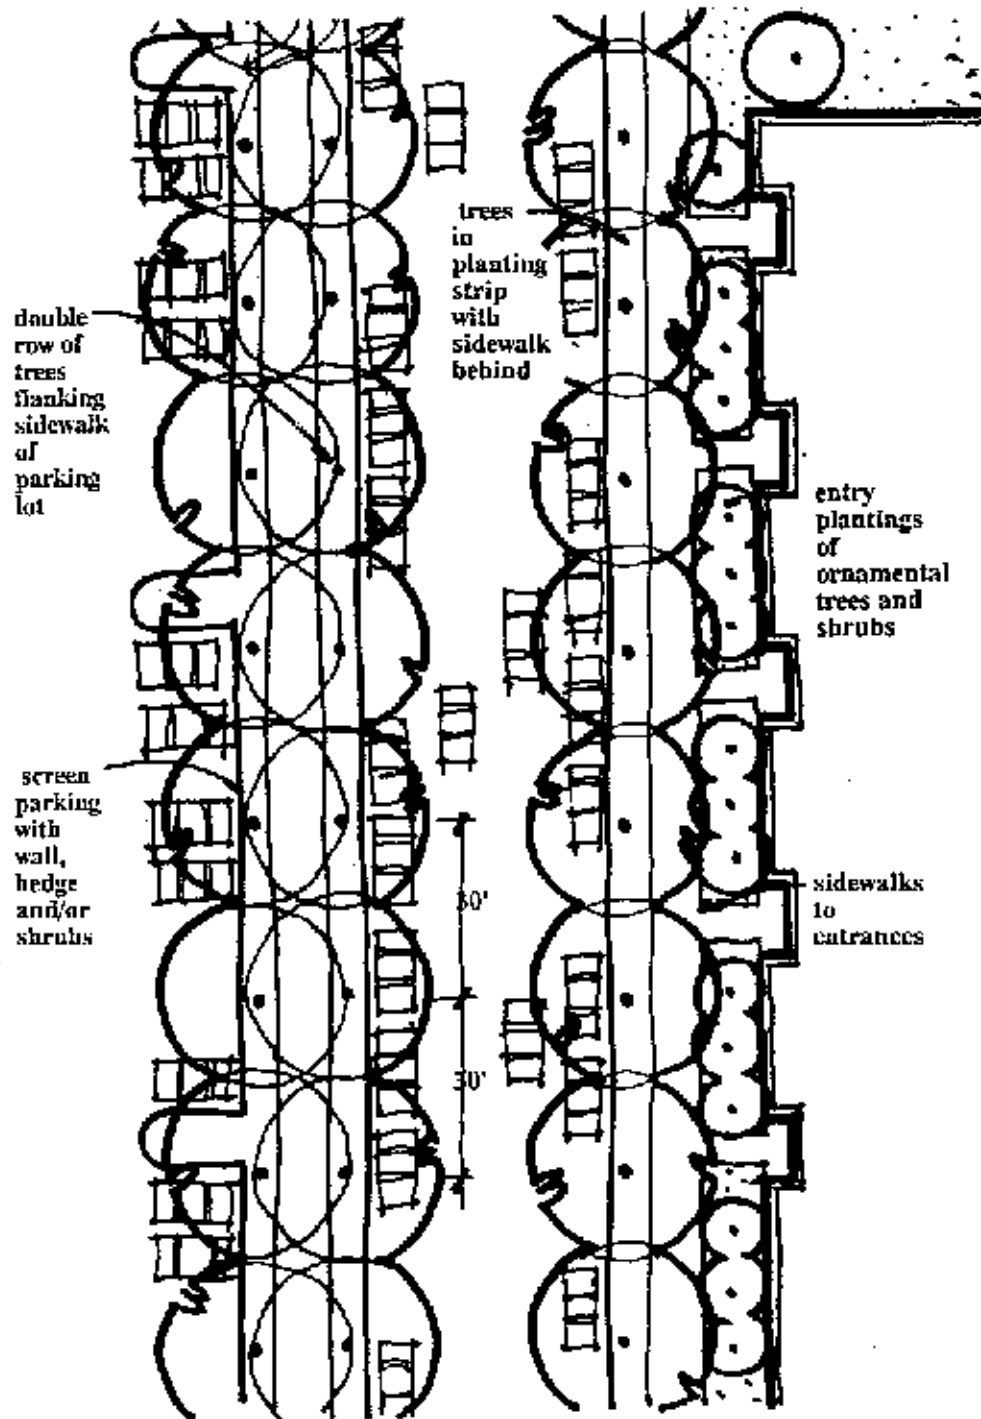 double
row of
trees
flanking
sidewalk
of
parking
lot
trees
in
planting
strip
with
sidewalk
behind
entry
plantings
of
ornamental
trees and
shrubs
screen
parking
with
wall,
hedge
and/or
shrubs
30'
30'
sidewalks
to
entrances